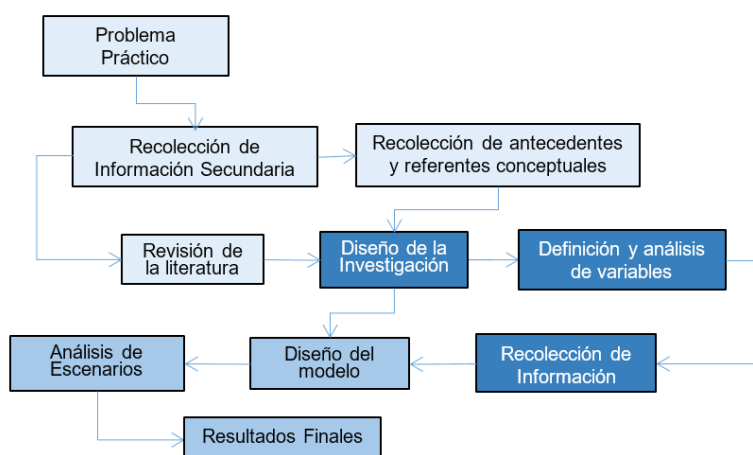 Problema
Práctico
Recolección de
Información Secundaria
Recolección de antecedentes
y referentes conceptuales
Revisión de
la literatura
Diseño de la
Investigación
Definición y análisis
de variables
Análisis de
Escenarios
Diseño del
modelo
Recolección de
Información
Resultados Finales